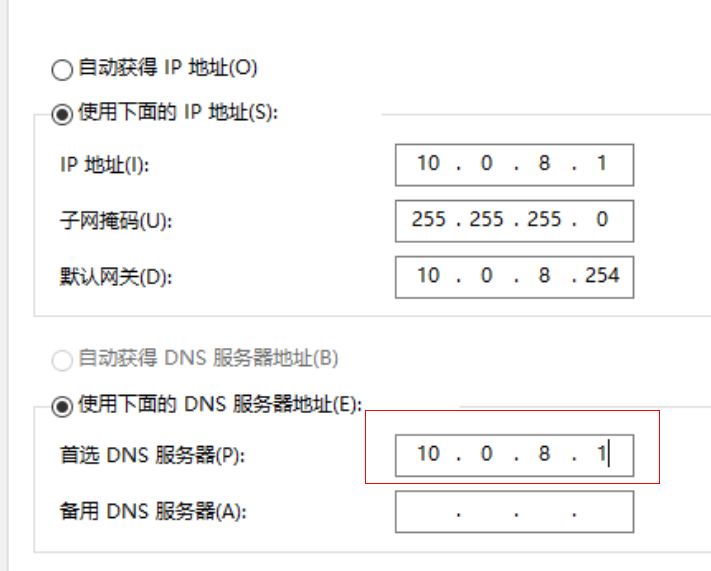 自动获得 IP 地址(O)
使用下面的 IP 地址(S):
IP 地址(I): 10 . 0 . 8 . 1
子网掩码(U): 255 . 255 . 255 . 0
默认网关(D): 10 . 0 . 8 . 254
自动获得 DNS 服务器地址(B)
使用下面的 DNS 服务器地址(E):
首选 DNS 服务器(P): 10 . 0 . 8 . 1
备用 DNS 服务器(A): . . .